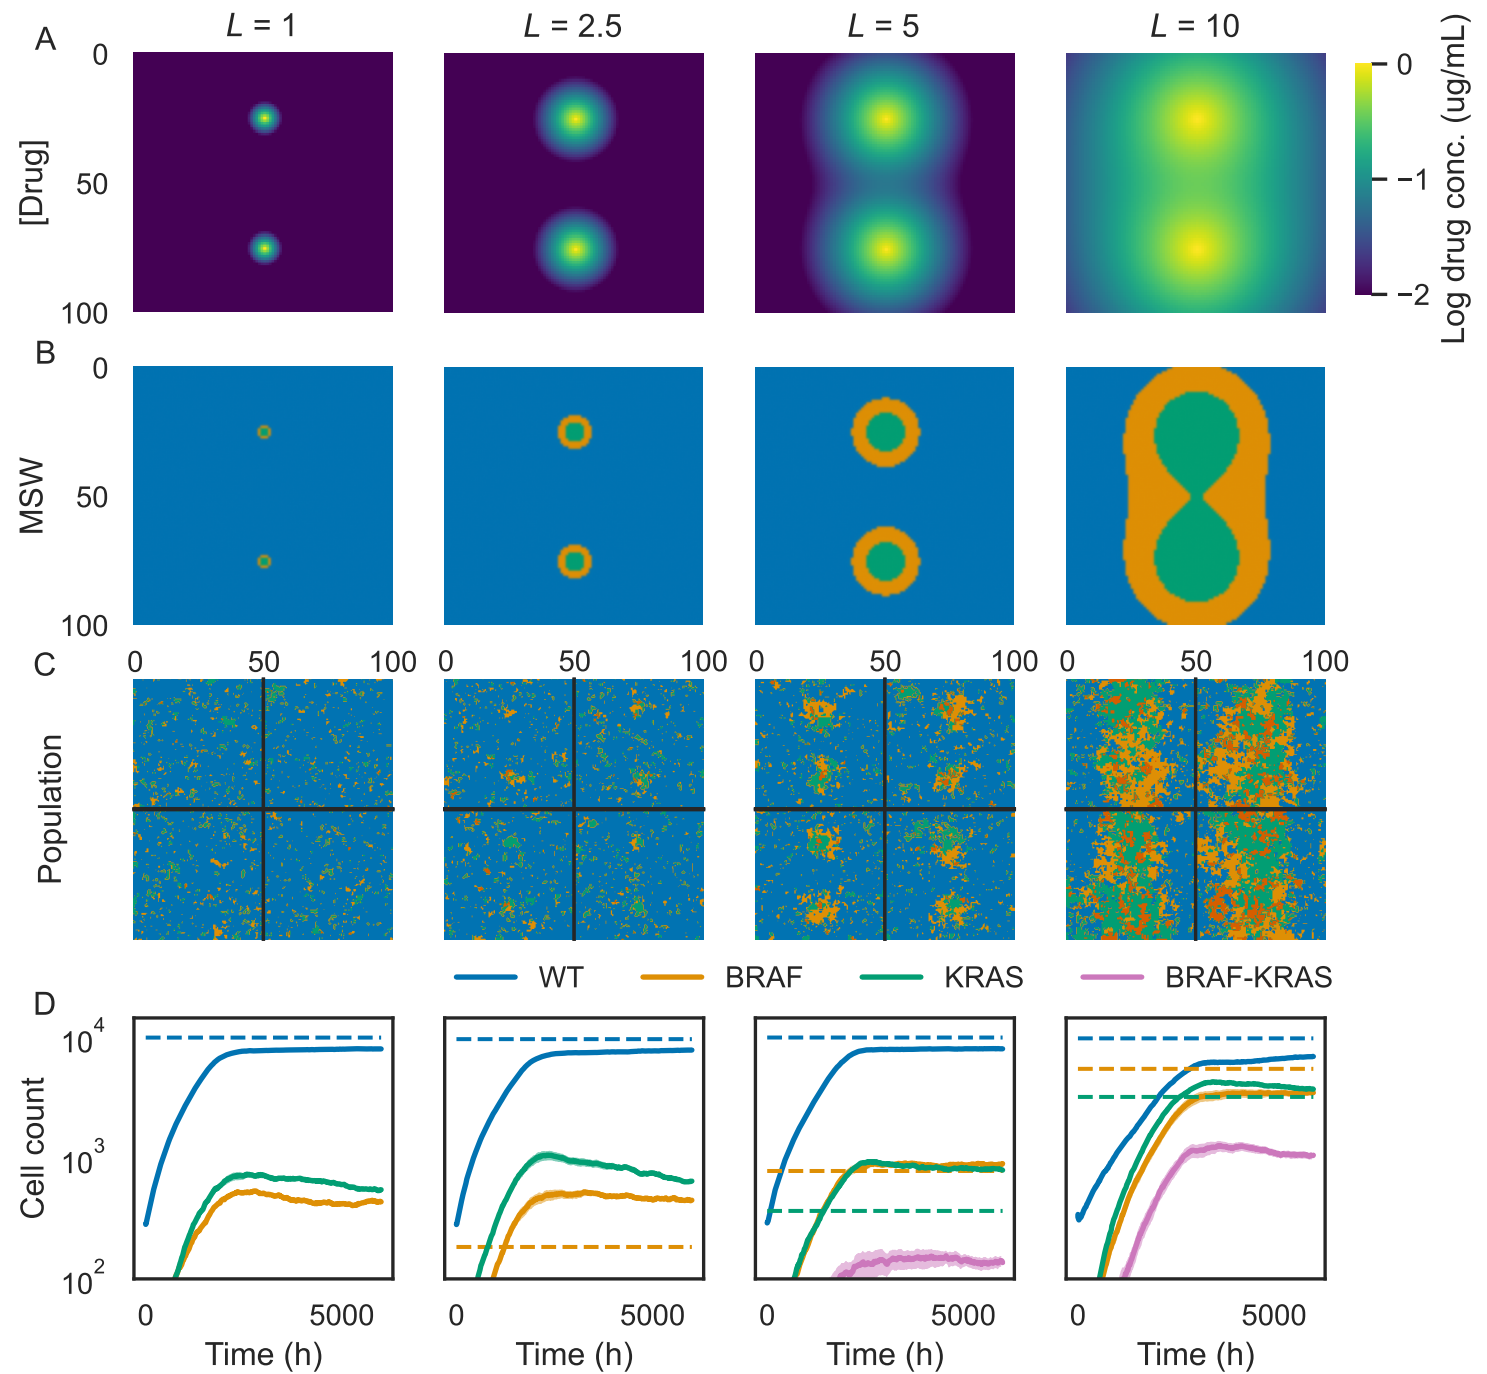 A
L = 1
L = 2.5
L = 5
L = 10
0
50
100
[Drug]
0
−1
−2
Log drug conc. (ug/mL)
B
0
50
100
MSW
0 50 100
0 50 100
0 50 100
0 50 100
C
Population
WT BRAF KRAS BRAF-KRAS
D
10^4
10^3
10^2
Cell count
0 5000
0 5000
0 5000
0 5000
Time (h)
Time (h)
Time (h)
Time (h)